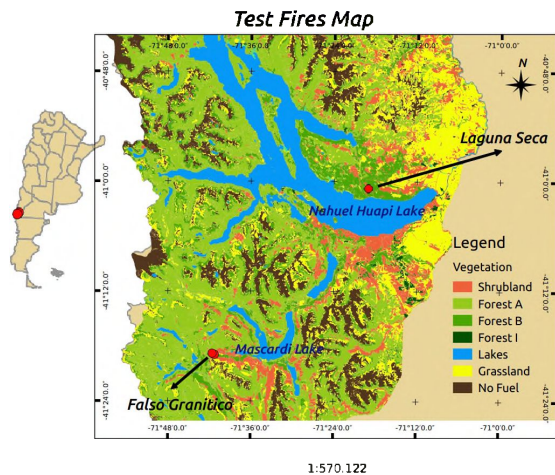 Test Fires Map
-71°48'0.0" -71°36'0.0" -71°24'0.0" -71°12'0.0" -71°0'0.0"
-40°48'0.0" -40°48'0.0"
N
Laguna Seca
-41°0'0.0" -41°0'0.0"
Nahuel Huapi Lake
Legend
Vegetation
Shrubland
Forest A
Forest B
Forest I
Lakes
Grassland
No Fuel
-41°12'0.0" -41°12'0.0"
Mascardi Lake
Falso Granitico
-41°24'0.0" -41°24'0.0"
-71°48'0.0" -71°36'0.0" -71°24'0.0" -71°12'0.0" -71°0'0.0"
1:570.122